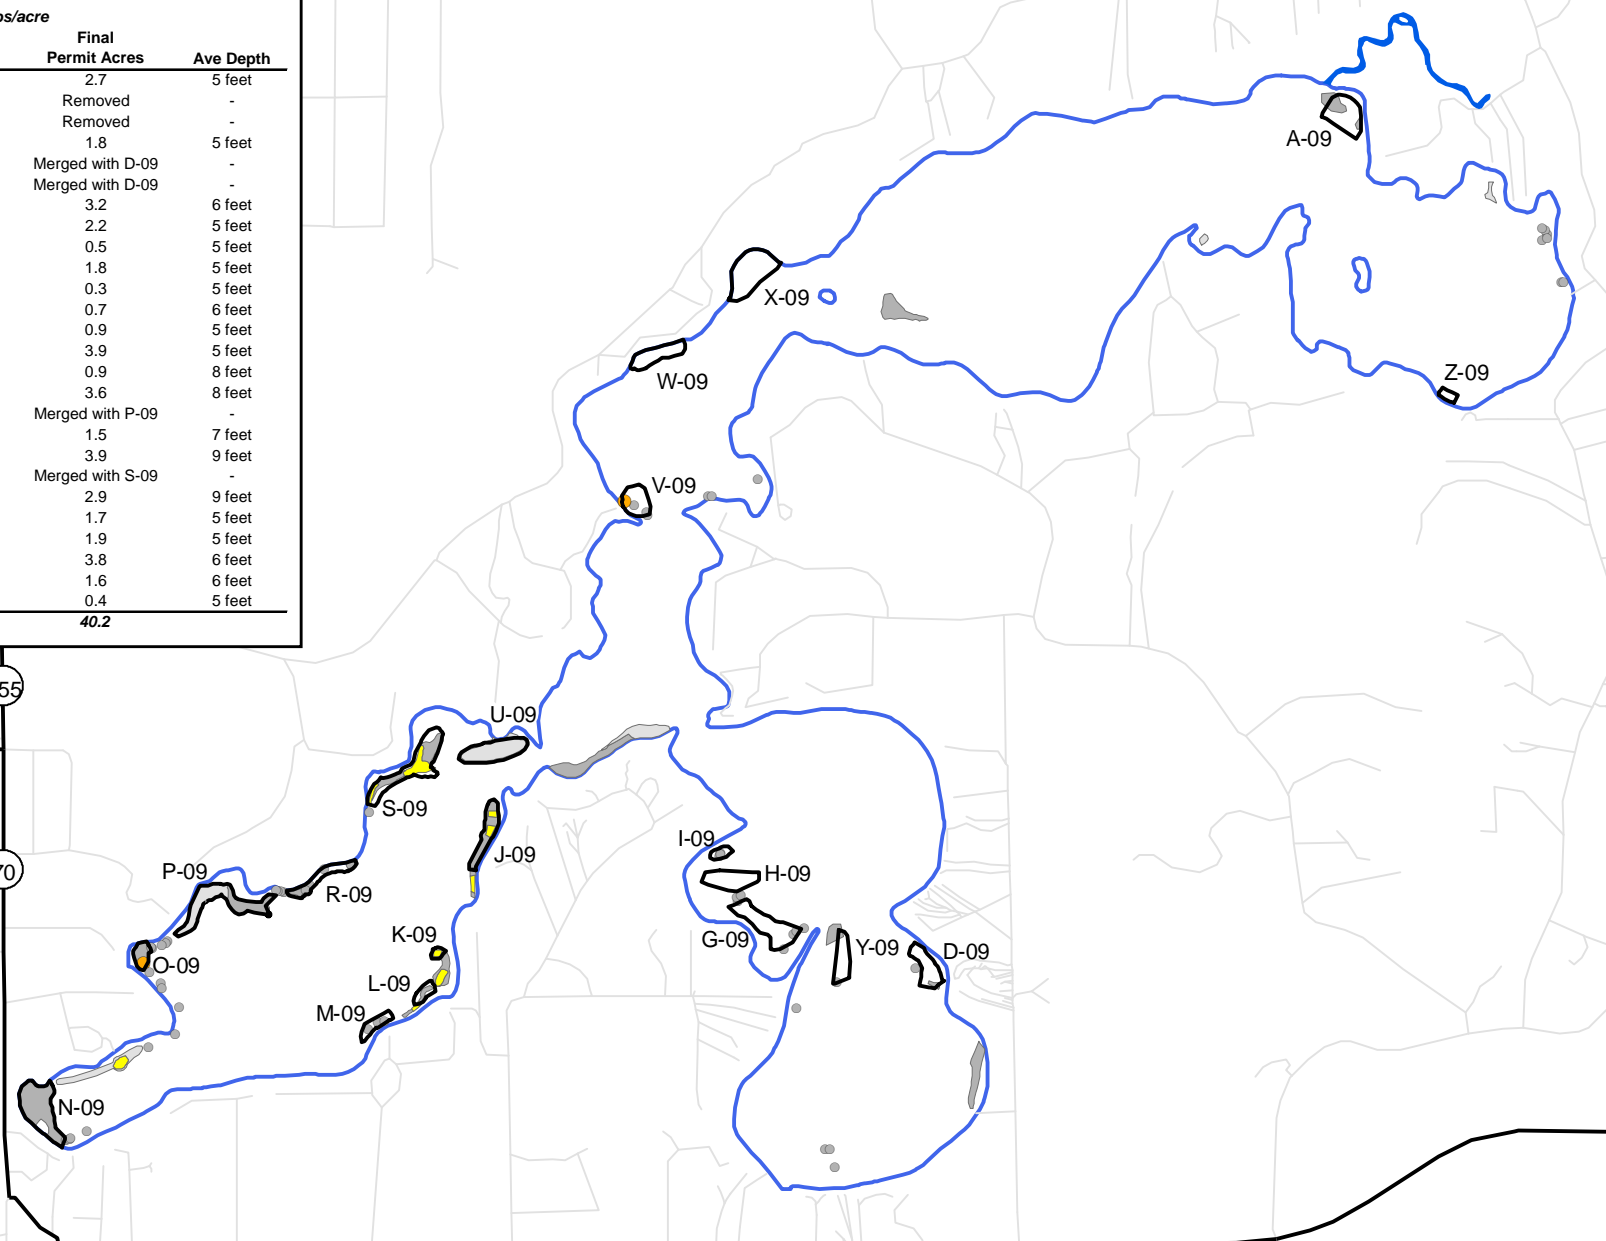 Final
Permit Acres Ave Depth
2.7 5 feet
Removed -
Removed -
1.8 5 feet
Merged with D-09 -
Merged with D-09 -
3.2 6 feet
2.2 5 feet
0.5 5 feet
1.8 5 feet
0.3 5 feet
0.7 6 feet
0.9 5 feet
3.9 5 feet
0.9 8 feet
3.6 8 feet
Merged with P-09 -
1.5 7 feet
3.9 9 feet
Merged with S-09 -
2.9 9 feet
1.7 5 feet
1.9 5 feet
3.8 6 feet
1.6 6 feet
0.4 5 feet
40.2
A-09
X-09
W-09
Z-09
V-09
55
U-09
S-09
I-09
J-09
70
P-09
H-09
R-09
K-09
G-09
Y-09
D-09
O-09
L-09
M-09
N-09